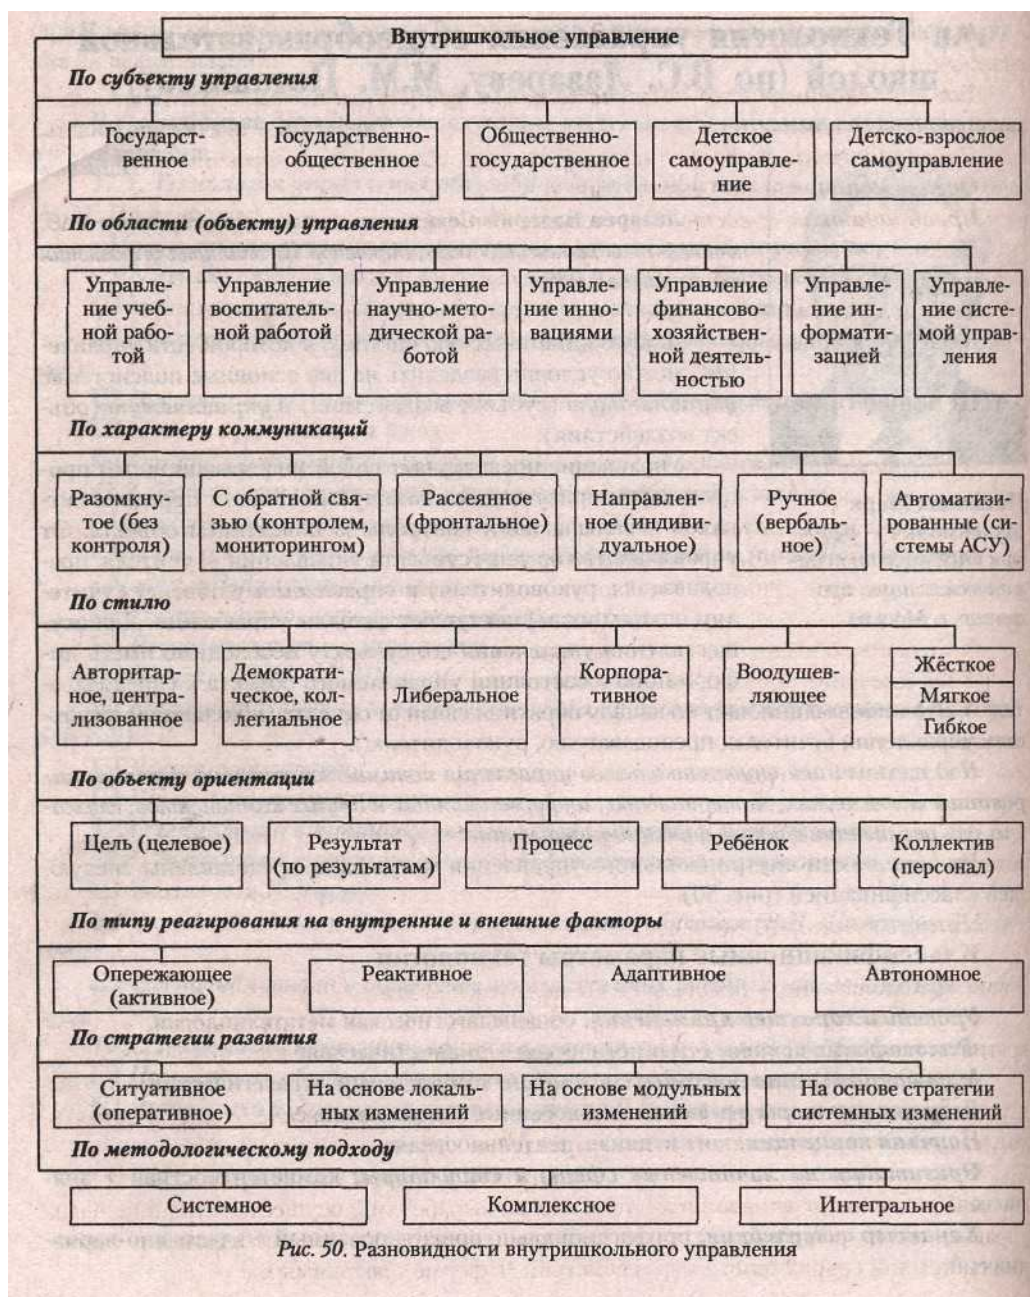 Внутришкольное управление
По субъекту управления
Государст
венное
Государственно-
общественное
Общественно-
государственное
Детское
самоуправле-
ние
Детско-взрослое
самоуправление
По области (объекту) управления
Управле-
ние учеб-
ной рабо-
той
Управление
воспитатель-
ной работой
Управление
научно-мето-
дической ра-
ботой
Управле-
ние инно-
вациями
Управление
финансово-
хозяйствен-
ной деятель-
ностью
Управле-
ние ин-
формати-
зацией
Управле-
ние систе-
мой управ-
ления
По характеру коммуникаций
Разомкну-
тое (без
контроля)
С обратной свя-
зью (контролем,
мониторингом)
Рассеянное
(фронтальное)
Направлен-
ное (индиви-
дуальное)
Ручное
(вербаль-
ное)
Автоматизи-
рованные (си-
стемы АСУ)
По стилю
Авторитар-
ное, центра-
лизованное
Демократи-
ческое, кол-
легиальное
Либеральное
Корпора-
тивное
Воодушев-
ляющее
Жёсткое
Мягкое
Гибкое
По объекту ориентации
Цель (целевое)
Результат
(по результатам)
Процесс
Ребёнок
Коллектив
(персонал)
По типу реагирования на внутренние и внешние факторы
Опережающее
(активное)
Реактивное
Адаптивное
Автономное
По стратегии развития
Ситуативное
(оперативное)
На основе локаль-
ных изменений
На основе модульных
изменений
На основе стратегии
системных изменений
По методологическому подходу
Системное
Комплексное
Интегральное
Рис. 50. Разновидности внутришкольного управления